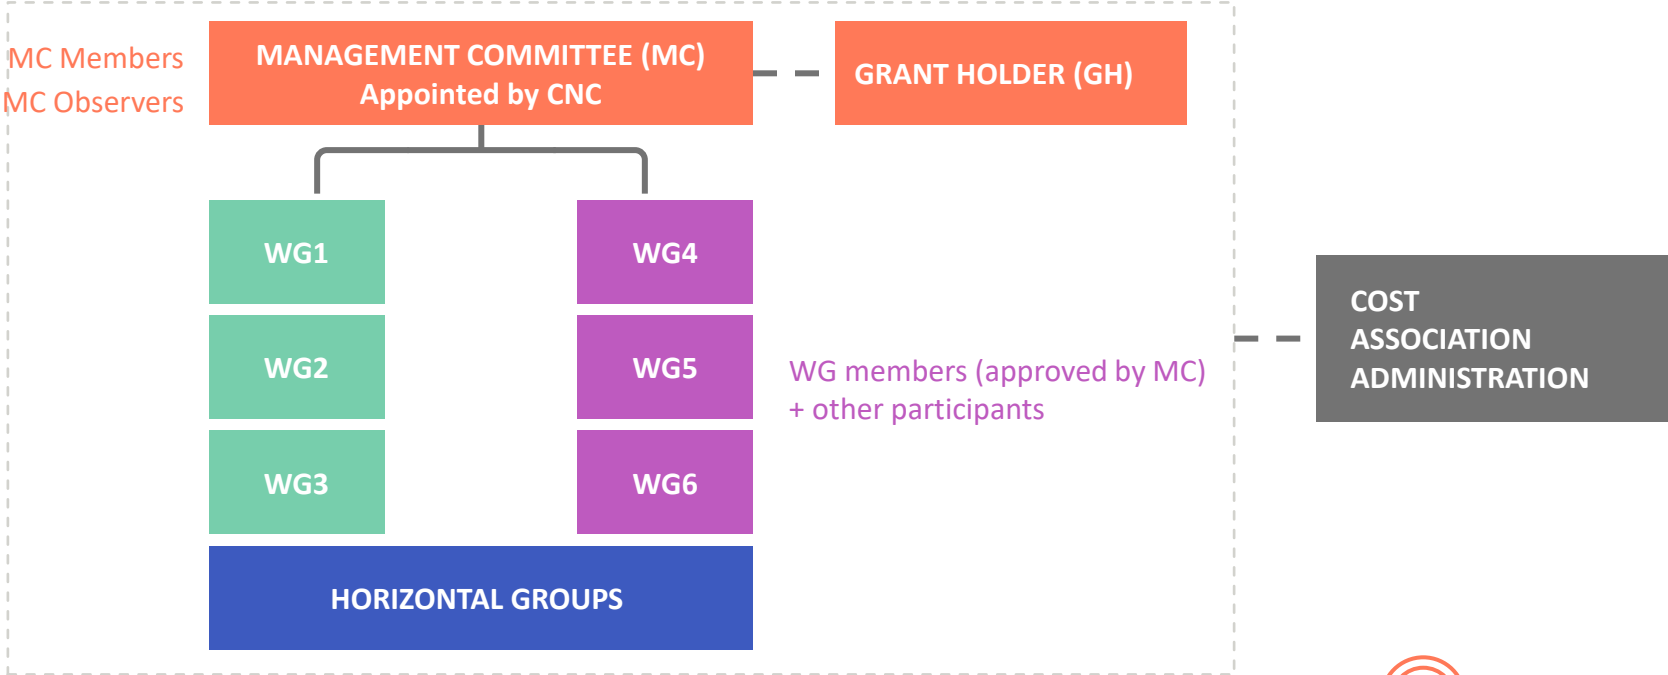 MC Members
MC Observers
MANAGEMENT COMMITTEE (MC)
Appointed by CNC
GRANT HOLDER (GH)
WG1
WG4
WG2
WG5
WG3
WG6
WG members (approved by MC)
+ other participants
HORIZONTAL GROUPS
COST
ASSOCIATION
ADMINISTRATION